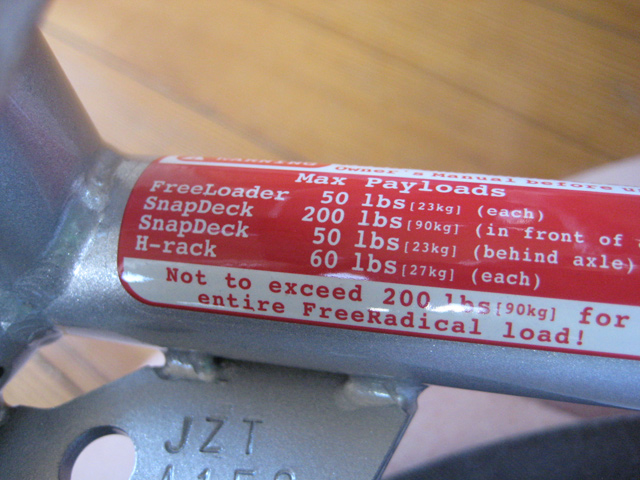 WARNING Owner's Manual before u
Max Payloads
FreeLoader 50 lbs[23kg] (each)
SnapDeck 200 lbs[90kg] (in front of
SnapDeck 50 lbs[23kg] (behind axle)
H-rack 60 lbs[27kg] (each)
Not to exceed 200 lbs[90kg] for
entire FreeRadical load!
JZT